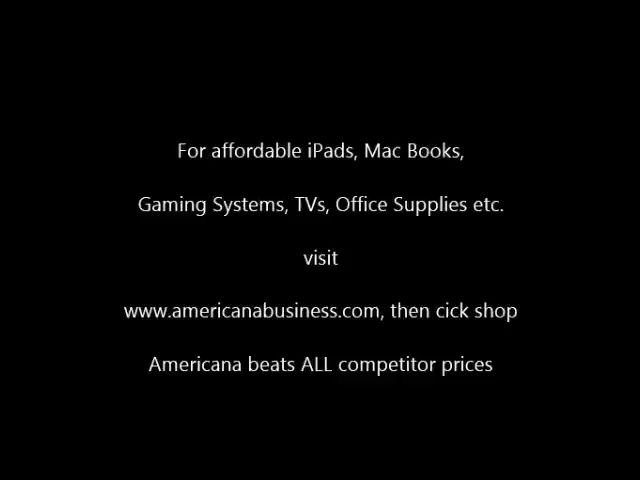 For affordable iPads, Mac Books,
Gaming Systems, TVs, Office Supplies etc.
visit
www.americanabusiness.com, then cick shop
Americana beats ALL competitor prices